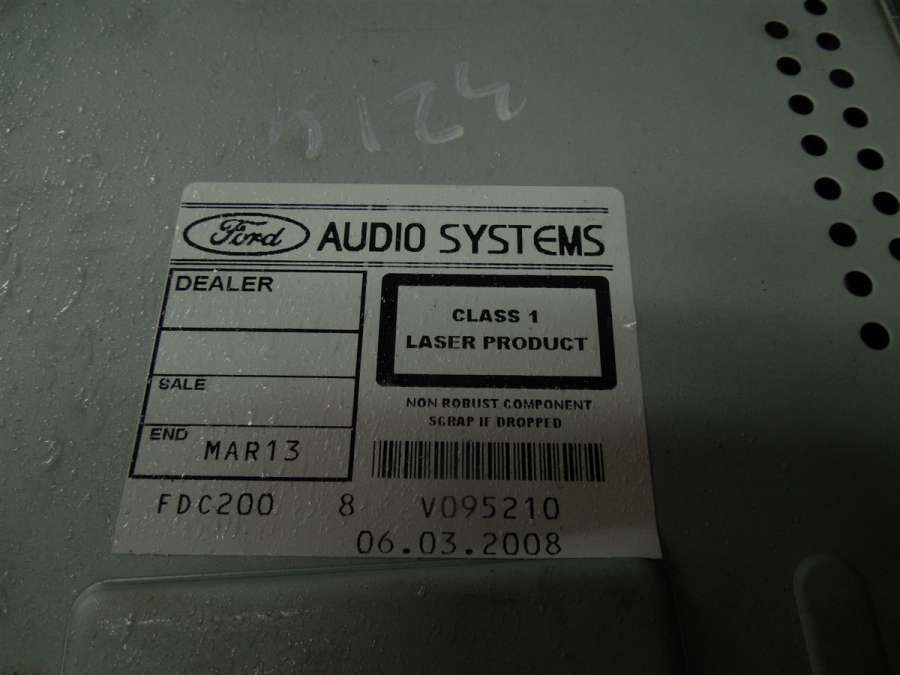 Ford AUDIO SYSTEMS
DEALER
SALE
END MAR13
CLASS 1
LASER PRODUCT
NON ROBUST COMPONENT
SCRAP IF DROPPED
FDC200 8 V095210
06.03.2008